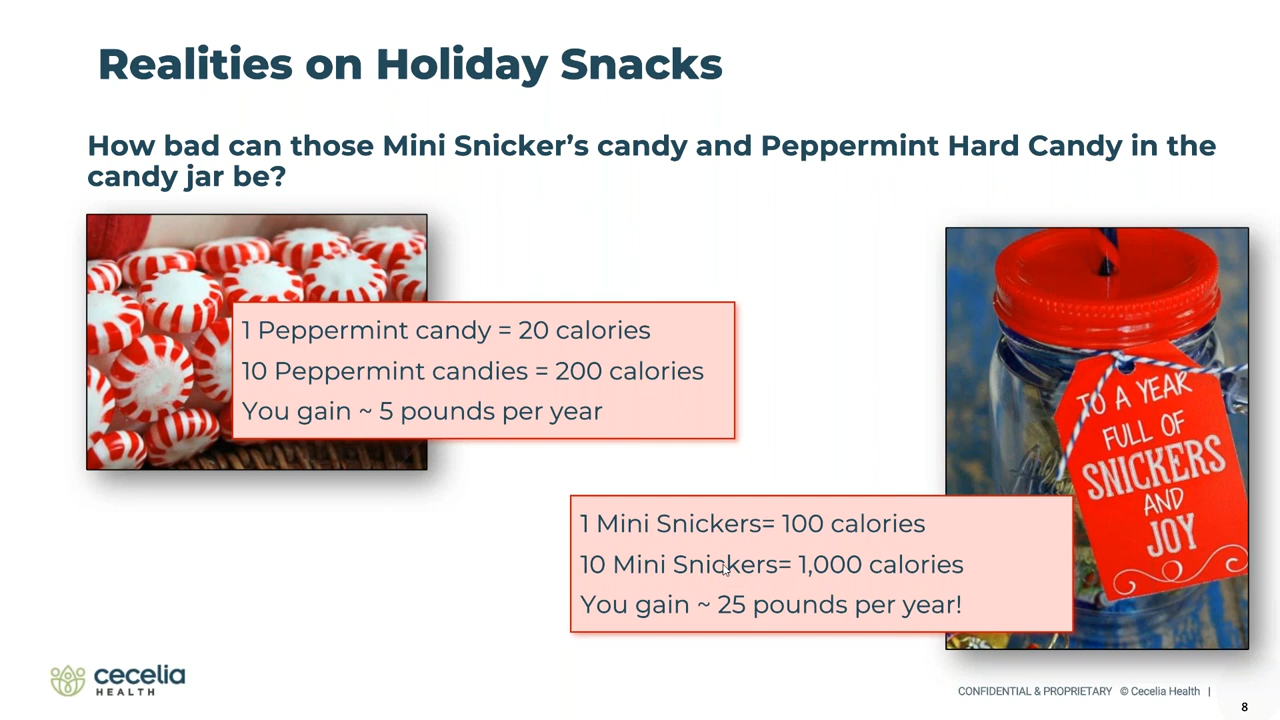 Realities on Holiday Snacks
How bad can those Mini Snicker’s candy and Peppermint Hard Candy in the
candy jar be?
1 Peppermint candy = 20 calories
10 Peppermint candies = 200 calories
You gain ~ 5 pounds per year
TO A YEAR
FULL OF
SNICKERS
AND
JOY
1 Mini Snickers= 100 calories
10 Mini Snickers= 1,000 calories
You gain ~ 25 pounds per year!
cecelia
HEALTH
CONFIDENTIAL & PROPRIETARY © Cecelia Health |
8